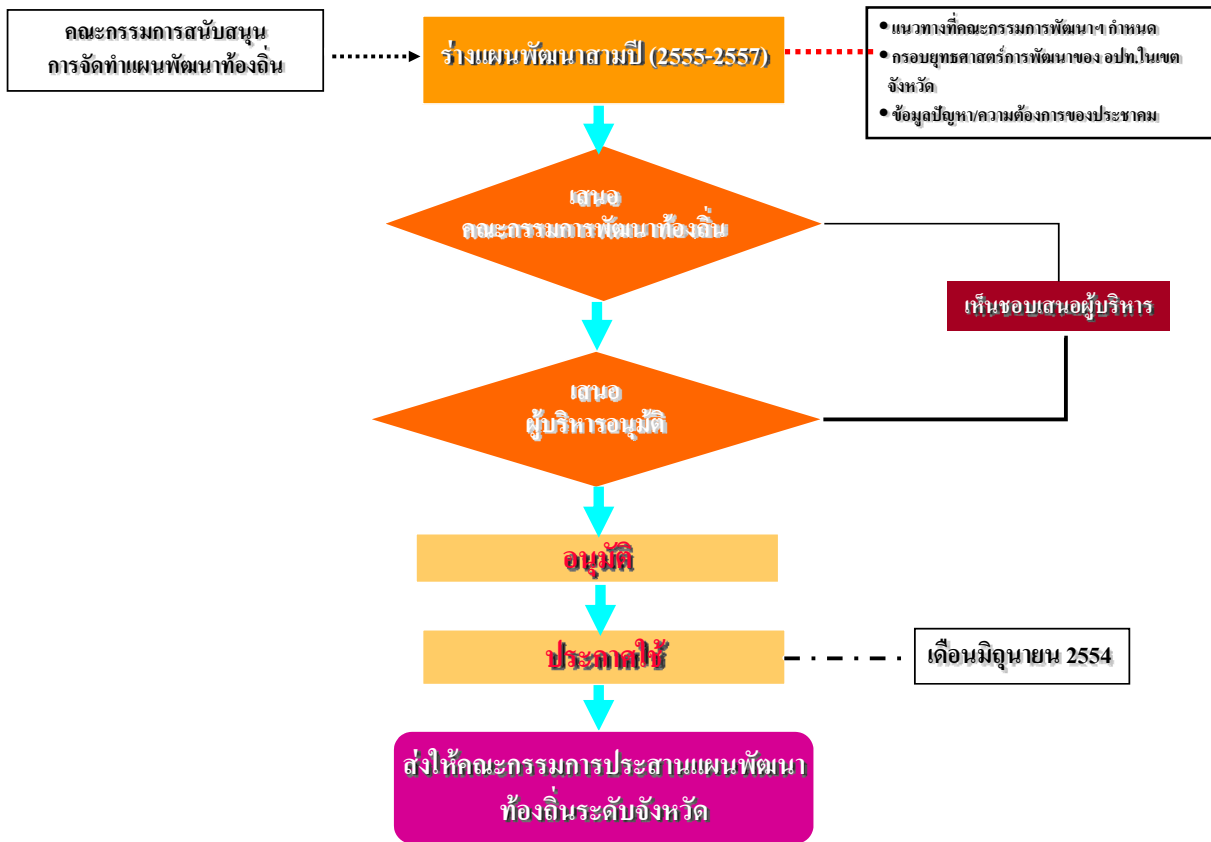 คณะกรรมการสนับสนุน
การจัดทำแผนพัฒนาท้องถิ่น
ร่างแผนพัฒนาสามปี (2555-2557)
• แนวทางที่คณะกรรมการพัฒนาฯ กำหนด
• กรอบยุทธศาสตร์การพัฒนาของ อปท.ในเขต
จังหวัด
• ข้อมูลปัญหา/ความต้องการของประชาคม
เสนอ
คณะกรรมการพัฒนาท้องถิ่น
เห็นชอบเสนอผู้บริหาร
เสนอ
ผู้บริหารอนุมัติ
อนุมัติ
ประกาศใช้
เดือนมิถุนายน 2554
ส่งให้คณะกรรมการประสานแผนพัฒนา
ท้องถิ่นระดับจังหวัด